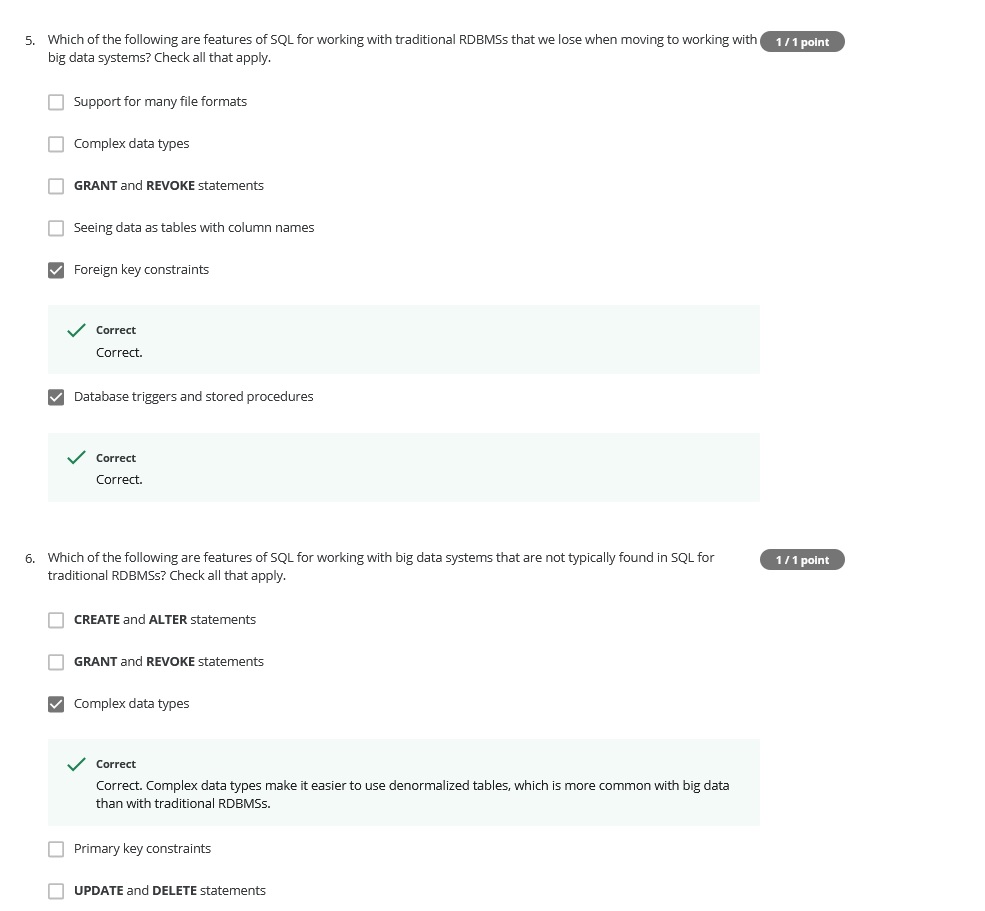 5. Which of the following are features of SQL for working with traditional RDBMSs that we lose when moving to working with 1 / 1 point
big data systems? Check all that apply.
Support for many file formats
Complex data types
GRANT and REVOKE statements
Seeing data as tables with column names
Foreign key constraints
Correct
Correct.
Database triggers and stored procedures
Correct
Correct.
6. Which of the following are features of SQL for working with big data systems that are not typically found in SQL for 1 / 1 point
traditional RDBMSs? Check all that apply.
CREATE and ALTER statements
GRANT and REVOKE statements
Complex data types
Correct
Correct. Complex data types make it easier to use denormalized tables, which is more common with big data
than with traditional RDBMSs.
Primary key constraints
UPDATE and DELETE statements